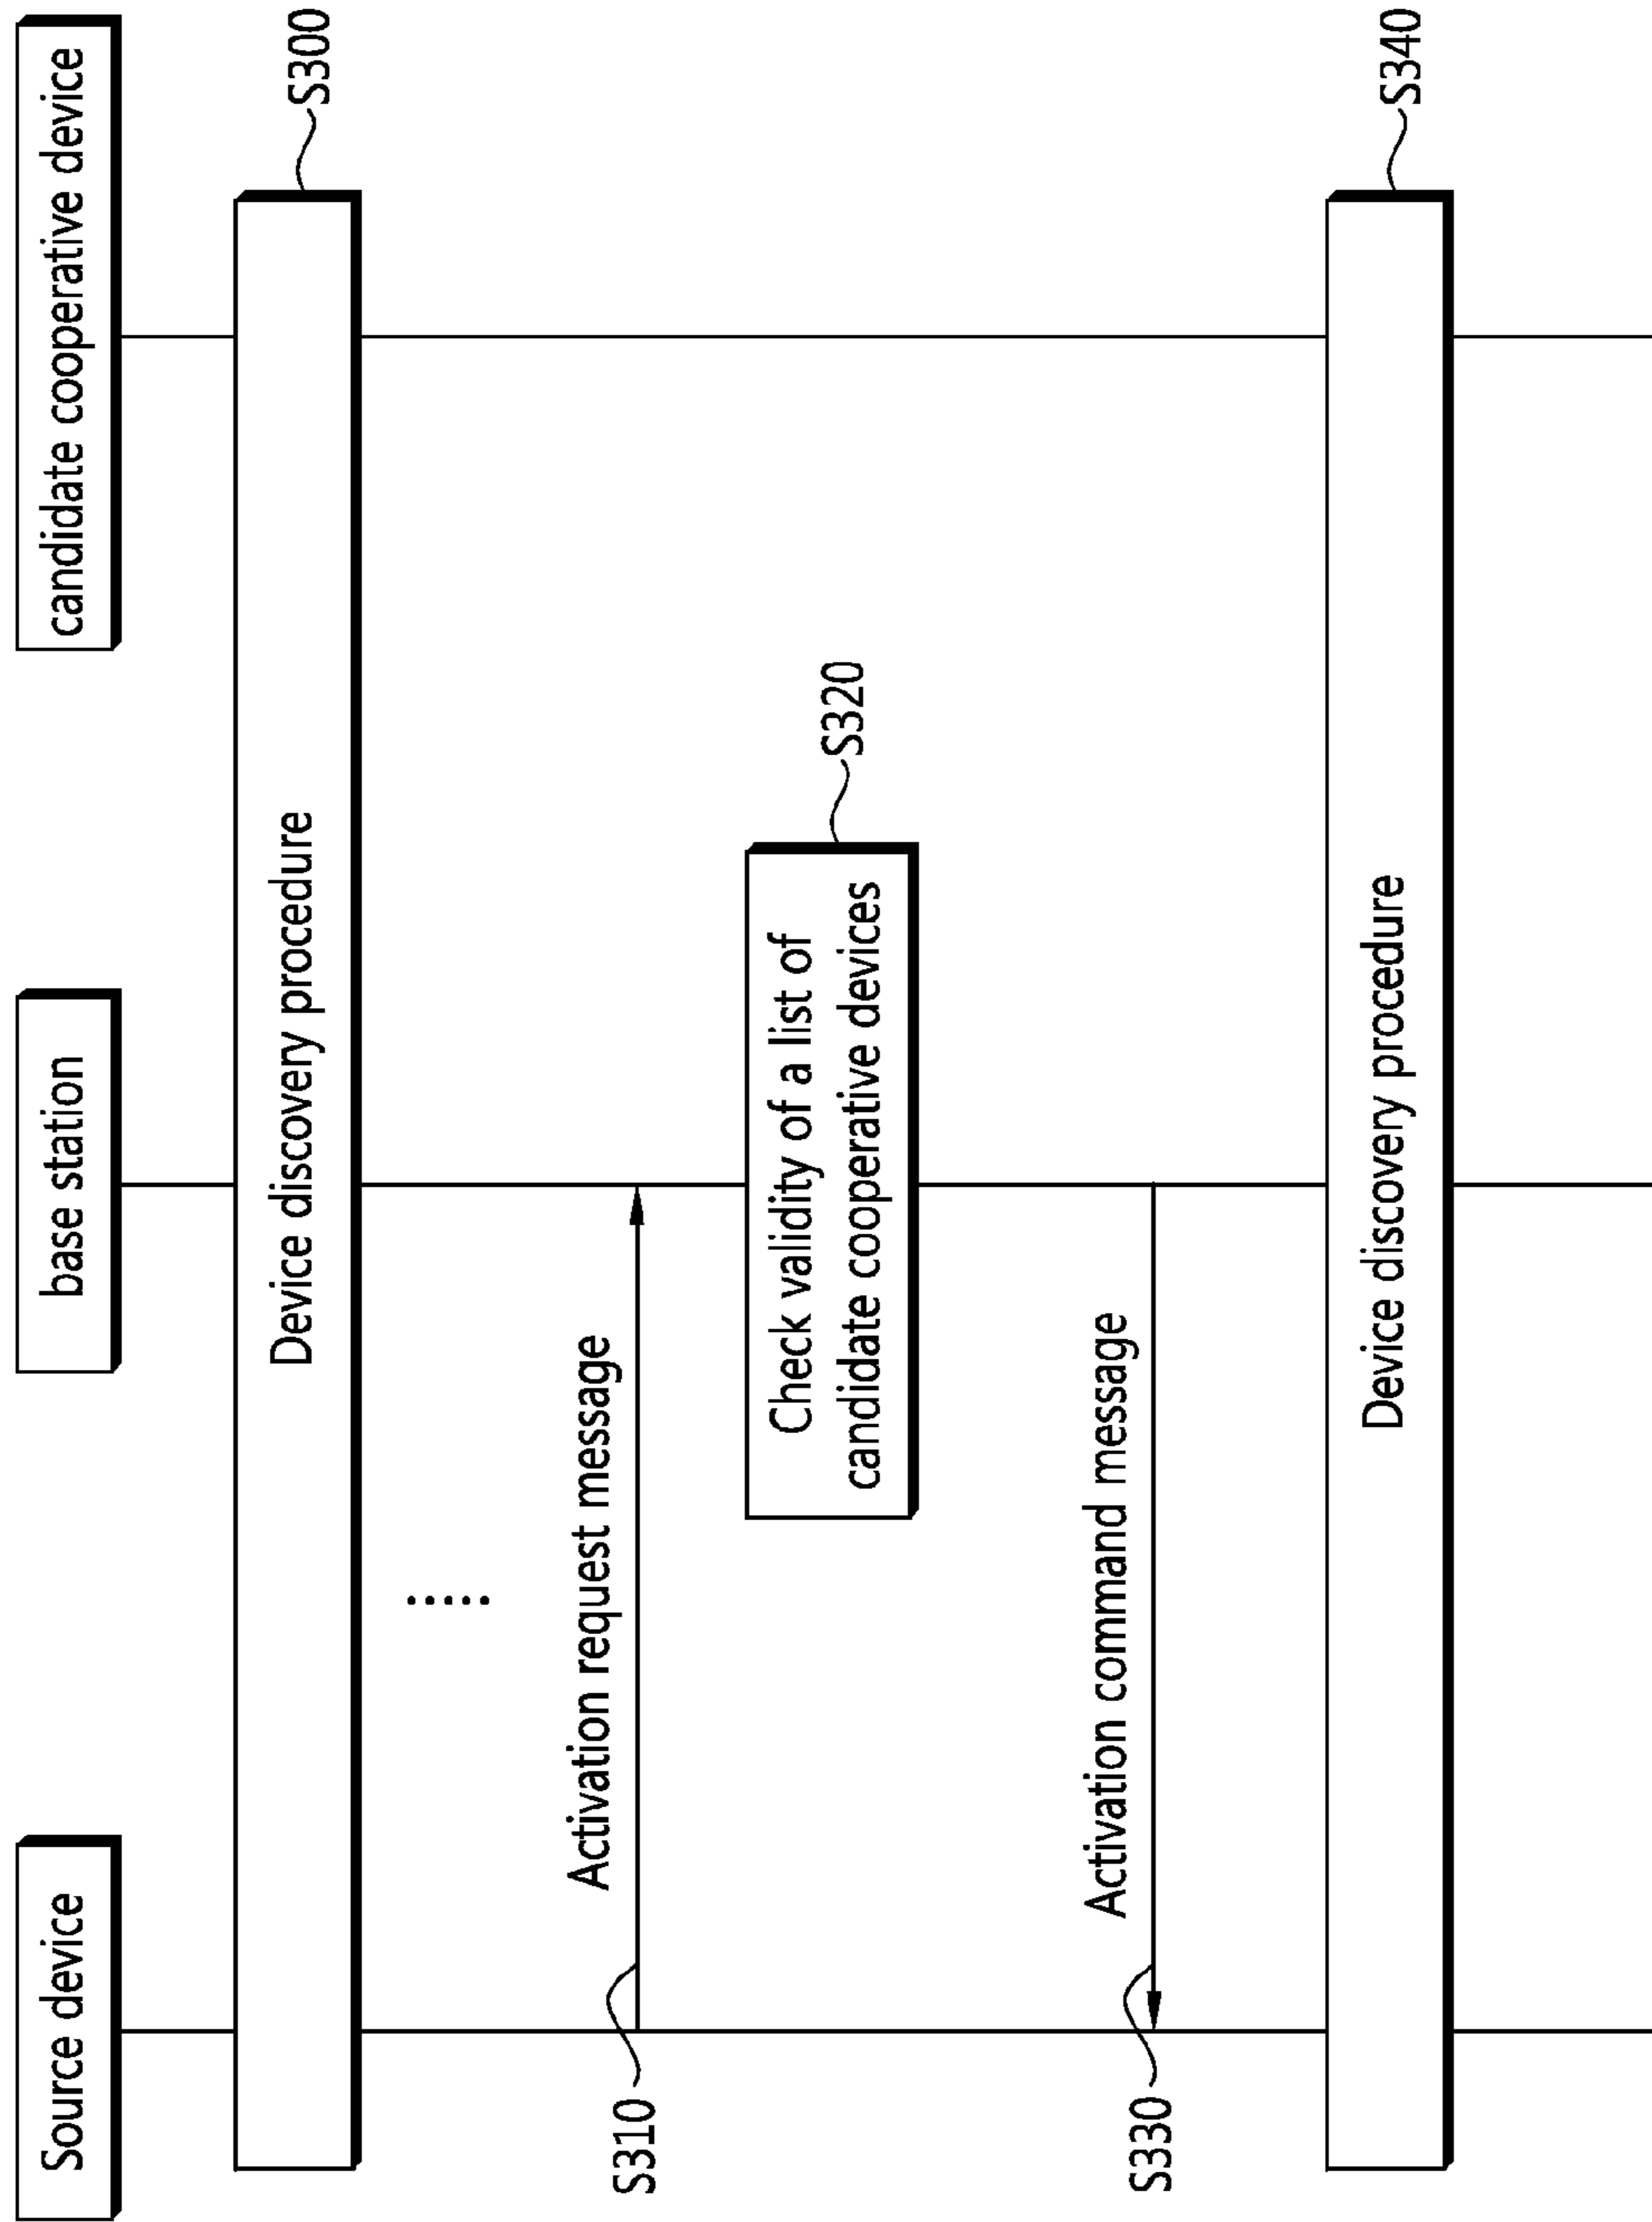 Source device
base station
candidate cooperative device
Device discovery procedure
S300
.....
Activation request message
S310
Check validity of a list of
candidate cooperative devices
S320
Activation command message
S330
Device discovery procedure
S340